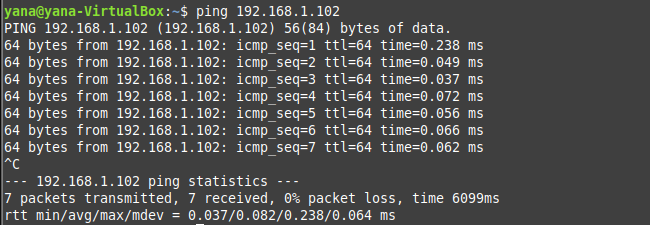 yana@yana-VirtualBox:~$ ping 192.168.1.102
PING 192.168.1.102 (192.168.1.102) 56(84) bytes of data.
64 bytes from 192.168.1.102: icmp_seq=1 ttl=64 time=0.238 ms
64 bytes from 192.168.1.102: icmp_seq=2 ttl=64 time=0.049 ms
64 bytes from 192.168.1.102: icmp_seq=3 ttl=64 time=0.037 ms
64 bytes from 192.168.1.102: icmp_seq=4 ttl=64 time=0.072 ms
64 bytes from 192.168.1.102: icmp_seq=5 ttl=64 time=0.056 ms
64 bytes from 192.168.1.102: icmp_seq=6 ttl=64 time=0.066 ms
64 bytes from 192.168.1.102: icmp_seq=7 ttl=64 time=0.062 ms
^C
--- 192.168.1.102 ping statistics ---
7 packets transmitted, 7 received, 0% packet loss, time 6099ms
rtt min/avg/max/mdev = 0.037/0.082/0.238/0.064 ms